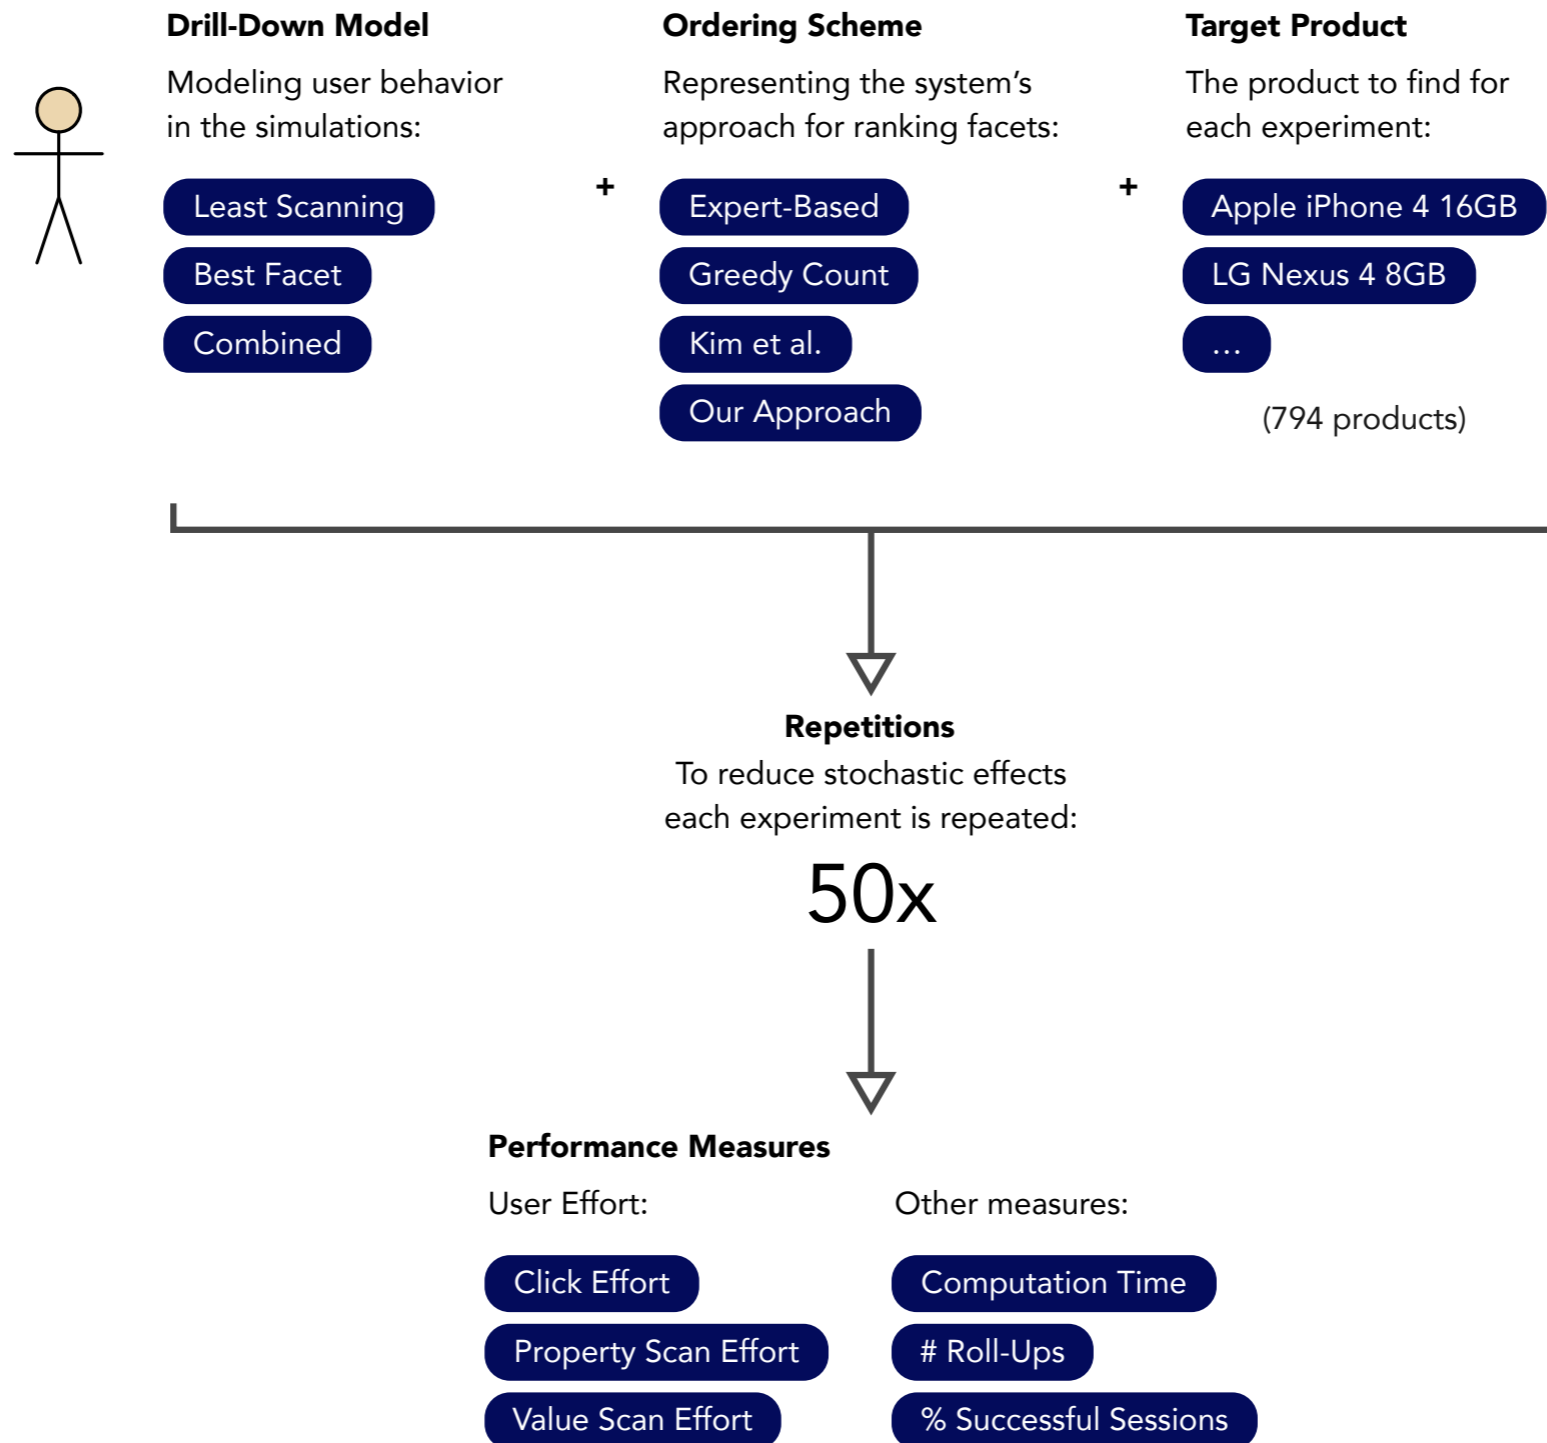 Drill-Down Model
Modeling user behavior
in the simulations:
Least Scanning
Best Facet
Combined
+
Ordering Scheme
Representing the system's
approach for ranking facets:
Expert-Based
Greedy Count
Kim et al.
Our Approach
+
Target Product
The product to find for
each experiment:
Apple iPhone 4 16GB
LG Nexus 4 8GB
...
(794 products)
Repetitions
To reduce stochastic effects
each experiment is repeated:
50x
Performance Measures
User Effort:
Click Effort
Property Scan Effort
Value Scan Effort
Other measures:
Computation Time
# Roll-Ups
% Successful Sessions